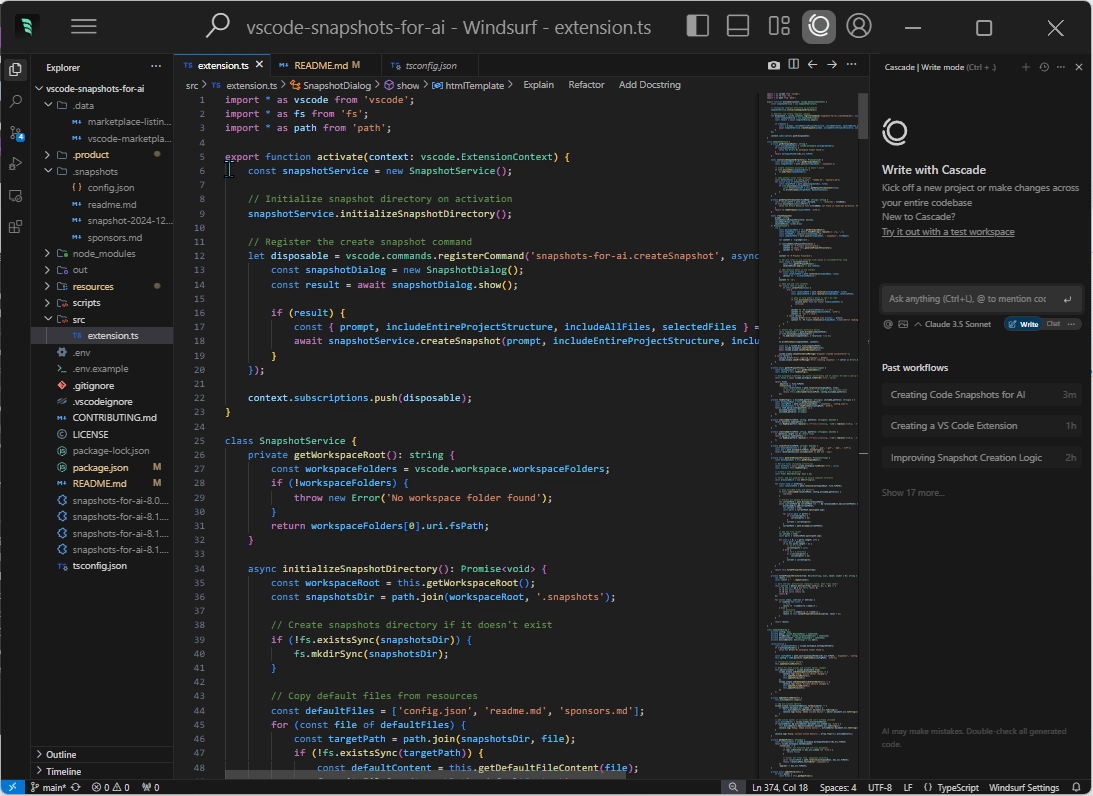 vscode-snapshots-for-ai - Windsurf - extension.ts
Explorer
vscode-snapshots-for-ai
.data
marketplace-listin...
vscode-marketpla...
.product
.snapshots
config.json
readme.md
snapshot-2024-12...
sponsors.md
node_modules
out
resources
scripts
src
TS extension.ts
.env
.env.example
.gitignore
.vscodeignore
CONTRIBUTING.md
LICENSE
package-lock.json
package.json M
README.md M
snapshots-for-ai-8.0....
snapshots-for-ai-8.1....
snapshots-for-ai-8.1....
snapshots-for-ai-8.1....
tsconfig.json
Outline
Timeline
4
TS extension.ts
README.md M
tsconfig.json
src > TS extension.ts > SnapshotDialog > show > htmlTemplate > Explain Refactor Add Docstring
1 import * as vscode from 'vscode';
2 import * as fs from 'fs';
3 import * as path from 'path';
4
5 export function activate(context: vscode.ExtensionContext) {
6 const snapshotService = new SnapshotService();
7
8 // Initialize snapshot directory on activation
9 snapshotService.initializeSnapshotDirectory();
10
11 // Register the create snapshot command
12 let disposable = vscode.commands.registerCommand('snapshots-for-ai.createSnapshot', async
13 const snapshotDialog = new SnapshotDialog();
14 const result = await snapshotDialog.show();
15
16 if (result) {
17 const { prompt, includeEntireProjectStructure, includeAllFiles, selectedFiles } =
18 await snapshotService.createSnapshot(prompt, includeEntireProjectStructure, inclu
19 }
20 });
21
22 context.subscriptions.push(disposable);
23 }
24
25 class SnapshotService {
26 private getWorkspaceRoot(): string {
27 const workspaceFolders = vscode.workspace.workspaceFolders;
28 if (!workspaceFolders) {
29 throw new Error('No workspace folder found');
30 }
31 return workspaceFolders[0].uri.fsPath;
32 }
33
34 async initializeSnapshotDirectory(): Promise<void> {
35 const workspaceRoot = this.getWorkspaceRoot();
36 const snapshotsDir = path.join(workspaceRoot, '.snapshots');
37
38 // Create snapshots directory if it doesn't exist
39 if (!fs.existsSync(snapshotsDir)) {
40 fs.mkdirSync(snapshotsDir);
41 }
42
43 // Copy default files from resources
44 const defaultFiles = ['config.json', 'readme.md', 'sponsors.md'];
45 for (const file of defaultFiles) {
46 const targetPath = path.join(snapshotsDir, file);
47 if (!fs.existsSync(targetPath)) {
48 const defaultContent = this.getDefaultFileContent(file);
Cascade | Write mode (Ctrl + .)
Write with Cascade
Kick off a new project or make changes across
your entire codebase
New to Cascade?
Try it out with a test workspace
Ask anything (Ctrl+L), @ to mention coc
Claude 3.5 Sonnet Write Chat ...
Past workflows
Creating Code Snapshots for AI 3m
Creating a VS Code Extension 1h
Improving Snapshot Creation Logic 2h
Show 17 more...
AI may make mistakes. Double-check all generated
code.
main* 0 0 0 Ln 374, Col 18 Spaces: 4 UTF-8 LF {} TypeScript Windsurf Settings